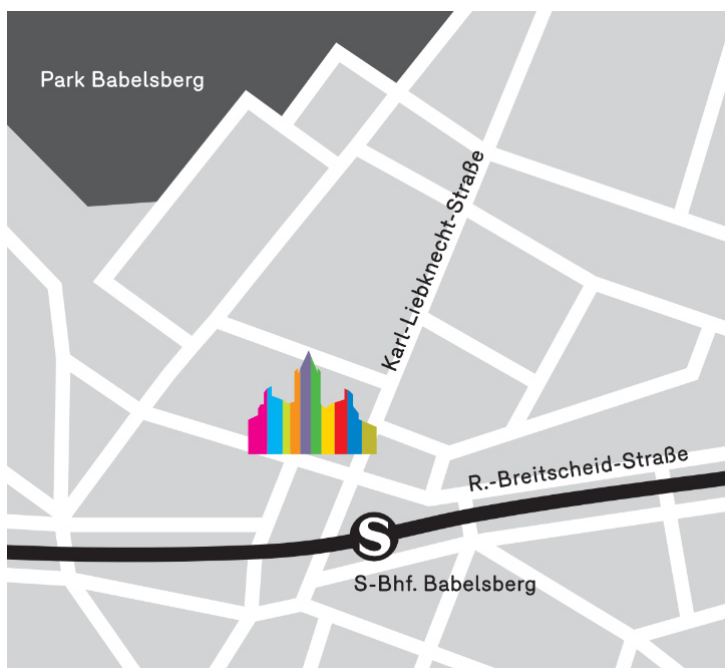 Park Babelsberg
Karl-Liebknecht-Straße
R.-Breitscheid-Straße
S
S-Bhf. Babelsberg